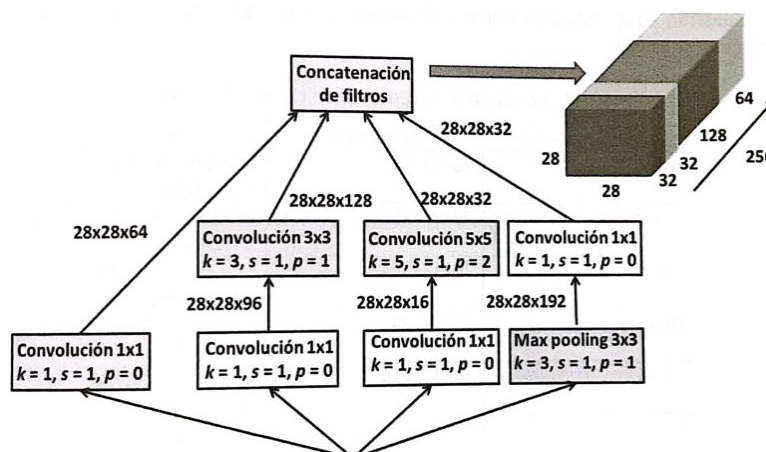 Concatenación
de filtros
64
128
32
32
28
28
28x28x32
28x28x128
28x28x32
28x28x64
Convolución 3x3
k = 3, s = 1, p = 1
Convolución 5x5
k = 5, s = 1, p = 2
Convolución 1x1
k = 1, s = 1, p = 0
28x28x96
28x28x16
28x28x192
Convolución 1x1
k = 1, s = 1, p = 0
Convolución 1x1
k = 1, s = 1, p = 0
Convolución 1x1
k = 1, s = 1, p = 0
Max pooling 3x3
k = 3, s = 1, p = 1